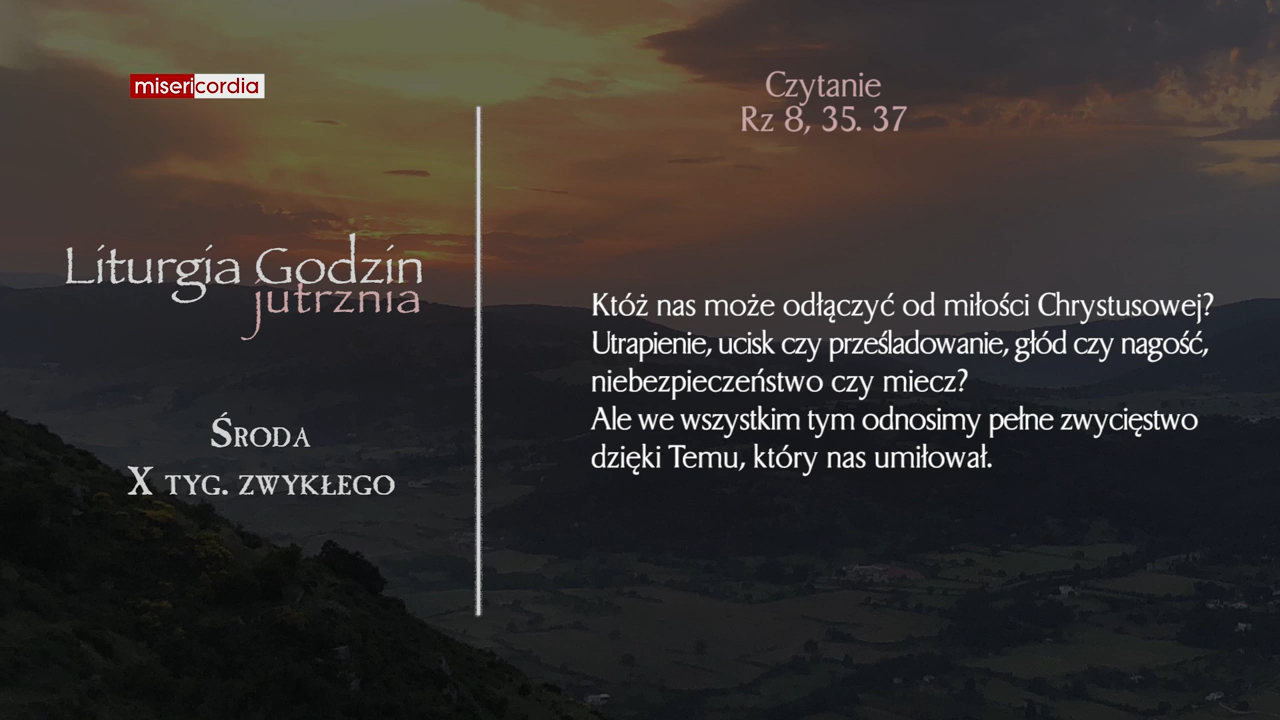 misericordia
Liturgia Godzin
jutrznia
Środa
X tyg. zwykłego
Czytanie
Rz 8, 35. 37
Któż nas może odłączyć od miłości Chrystusowej?
Utrapienie, ucisk czy prześladowanie, głód czy nagość,
niebezpieczeństwo czy miecz?
Ale we wszystkim tym odnosimy pełne zwycięstwo
dzięki Temu, który nas umiłował.